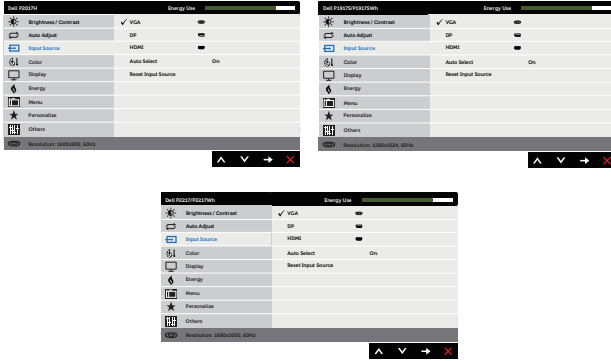 Dell P2017H Energy Use
Brightness / Contrast ✓ VGA
Auto Adjust DP
Input Source HDMI
Color Auto Select On
Display Reset Input Source
Energy
Menu
Personalize
Others
Resolution: 1600x900, 60Hz
Dell P1917S/P1917SWh Energy Use
Brightness / Contrast ✓ VGA
Auto Adjust DP
Input Source HDMI
Color Auto Select On
Display Reset Input Source
Energy
Menu
Personalize
Others
Resolution: 1280x1024, 60Hz
Dell P2217/P2217Wh Energy Use
Brightness / Contrast ✓ VGA
Auto Adjust DP
Input Source HDMI
Color Auto Select On
Display Reset Input Source
Energy
Menu
Personalize
Others
Resolution: 1680x1050, 60Hz